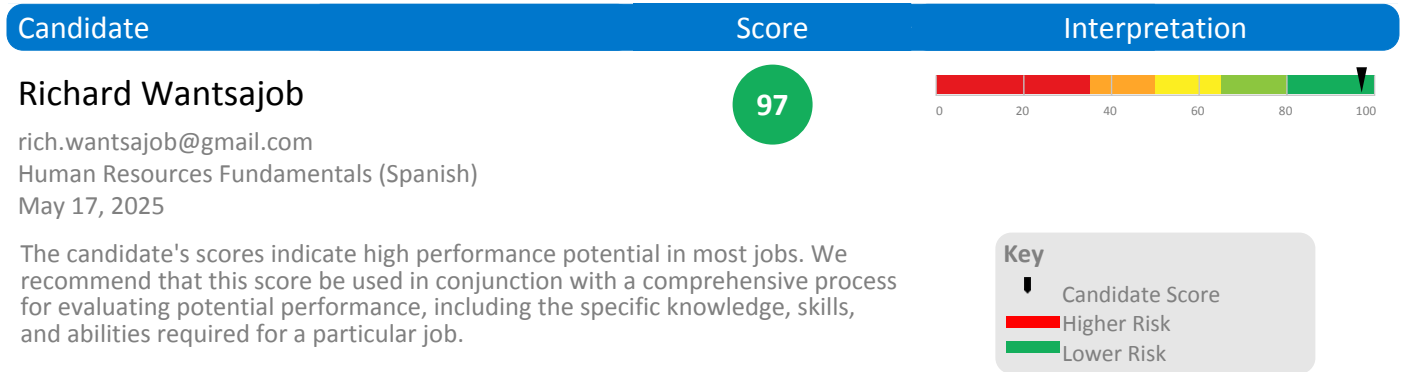 Candidate Score Interpretation
Richard Wantsajob
97
0 20 40 60 80 100
rich.wantsajob@gmail.com
Human Resources Fundamentals (Spanish)
May 17, 2025
The candidate's scores indicate high performance potential in most jobs. We
recommend that this score be used in conjunction with a comprehensive process
for evaluating potential performance, including the specific knowledge, skills,
and abilities required for a particular job.
Key
Candidate Score
Higher Risk
Lower Risk